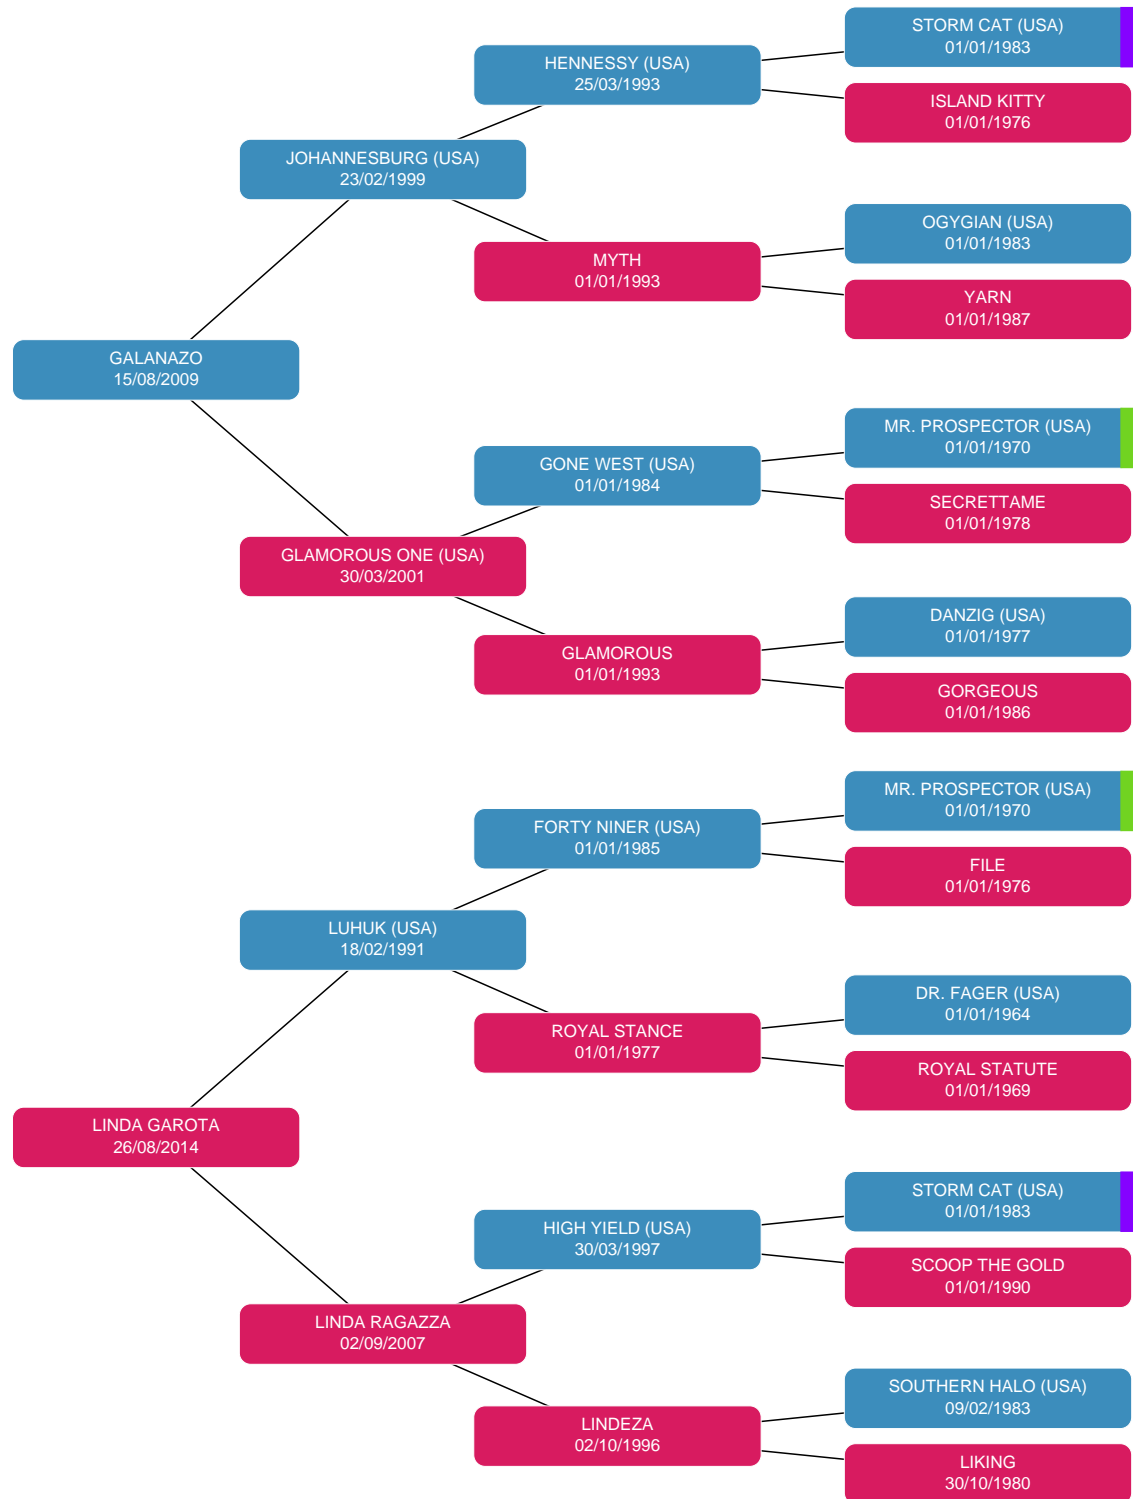 STORM CAT (USA)
01/01/1983
HENNESSY (USA)
25/03/1993
ISLAND KITTY
01/01/1976
JOHANNESBURG (USA)
23/02/1999
OGYGIAN (USA)
01/01/1983
MYTH
01/01/1993
YARN
01/01/1987
GALANAZO
15/08/2009
MR. PROSPECTOR (USA)
01/01/1970
GONE WEST (USA)
01/01/1984
SECRETTAME
01/01/1978
GLAMOROUS ONE (USA)
30/03/2001
DANZIG (USA)
01/01/1977
GLAMOROUS
01/01/1993
GORGEOUS
01/01/1986
MR. PROSPECTOR (USA)
01/01/1970
FORTY NINER (USA)
01/01/1985
FILE
01/01/1976
LUHUK (USA)
18/02/1991
DR. FAGER (USA)
01/01/1964
ROYAL STANCE
01/01/1977
ROYAL STATUTE
01/01/1969
LINDA GAROTA
26/08/2014
STORM CAT (USA)
01/01/1983
HIGH YIELD (USA)
30/03/1997
SCOOP THE GOLD
01/01/1990
LINDA RAGAZZA
02/09/2007
SOUTHERN HALO (USA)
09/02/1983
LINDEZA
02/10/1996
LIKING
30/10/1980